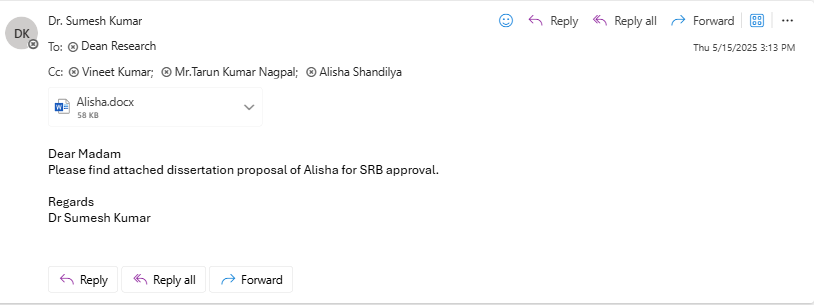 Dr. Sumesh Kumar
Reply Reply all Forward
DK
To: Dean Research
Thu 5/15/2025 3:13 PM
Cc: Vineet Kumar; Mr.Tarun Kumar Nagpal; Alisha Shandilya
Alisha.docx
58 KB
Dear Madam
Please find attached dissertation proposal of Alisha for SRB approval.
Regards
Dr Sumesh Kumar
Reply Reply all Forward